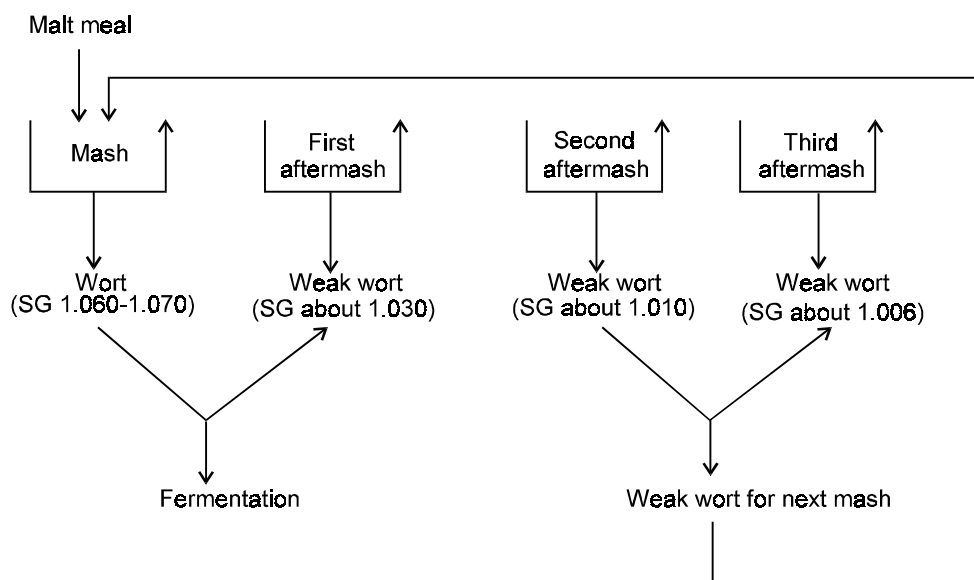 Malt meal
Mash
First
aftermash
Second
aftermash
Third
aftermash
Wort
(SG 1.060-1.070)
Weak wort
(SG about 1.030)
Weak wort
(SG about 1.010)
Weak wort
(SG about 1.006)
Fermentation
Weak wort for next mash